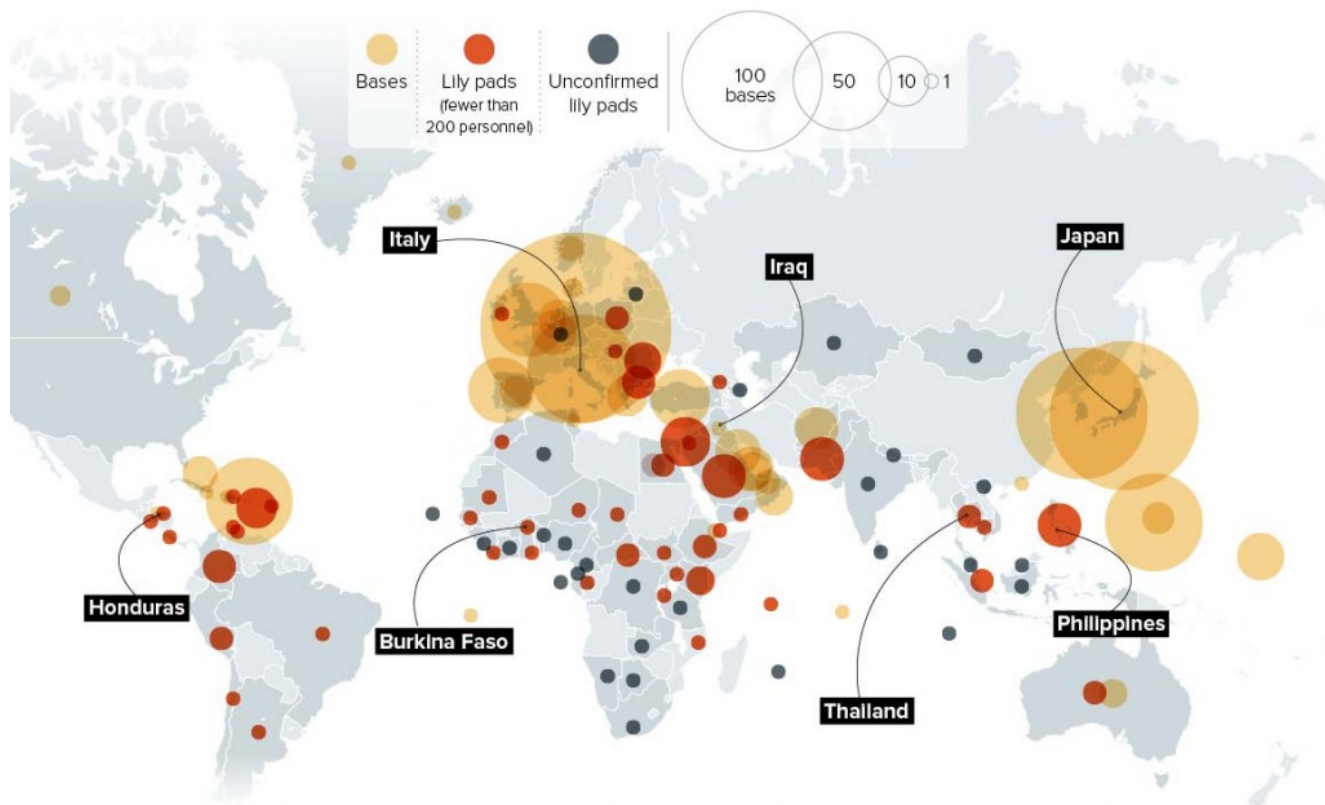 Bases
Lily pads
(fewer than
200 personnel)
Unconfirmed
lily pads
100
bases
50
10
1
Italy
Iraq
Japan
Honduras
Burkina Faso
Thailand
Philippines